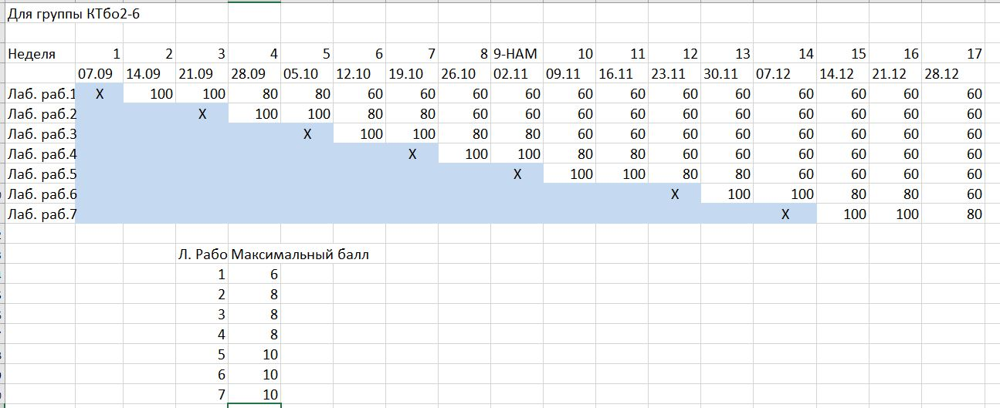 Для группы КТбо2-6
Неделя 1 2 3 4 5 6 7 8 9-НАМ 10 11 12 13 14 15 16 17
07.09 14.09 21.09 28.09 05.10 12.10 19.10 26.10 02.11 09.11 16.11 23.11 30.11 07.12 14.12 21.12 28.12
Лаб. раб.1 X 100 100 80 80 60 60 60 60 60 60 60 60 60 60 60 60
Лаб. раб.2 X 100 100 80 80 60 60 60 60 60 60 60 60 60 60
Лаб. раб.3 X 100 100 80 80 60 60 60 60 60 60 60 60
Лаб. раб.4 X 100 100 80 80 60 60 60 60 60 60
Лаб. раб.5 X 100 100 80 80 60 60 60 60
Лаб. раб.6 X 100 100 80 80 60
Лаб. раб.7 X 100 100 80
Л. Рабо Максимальный балл
1 6
2 8
3 8
4 8
5 10
6 10
7 10